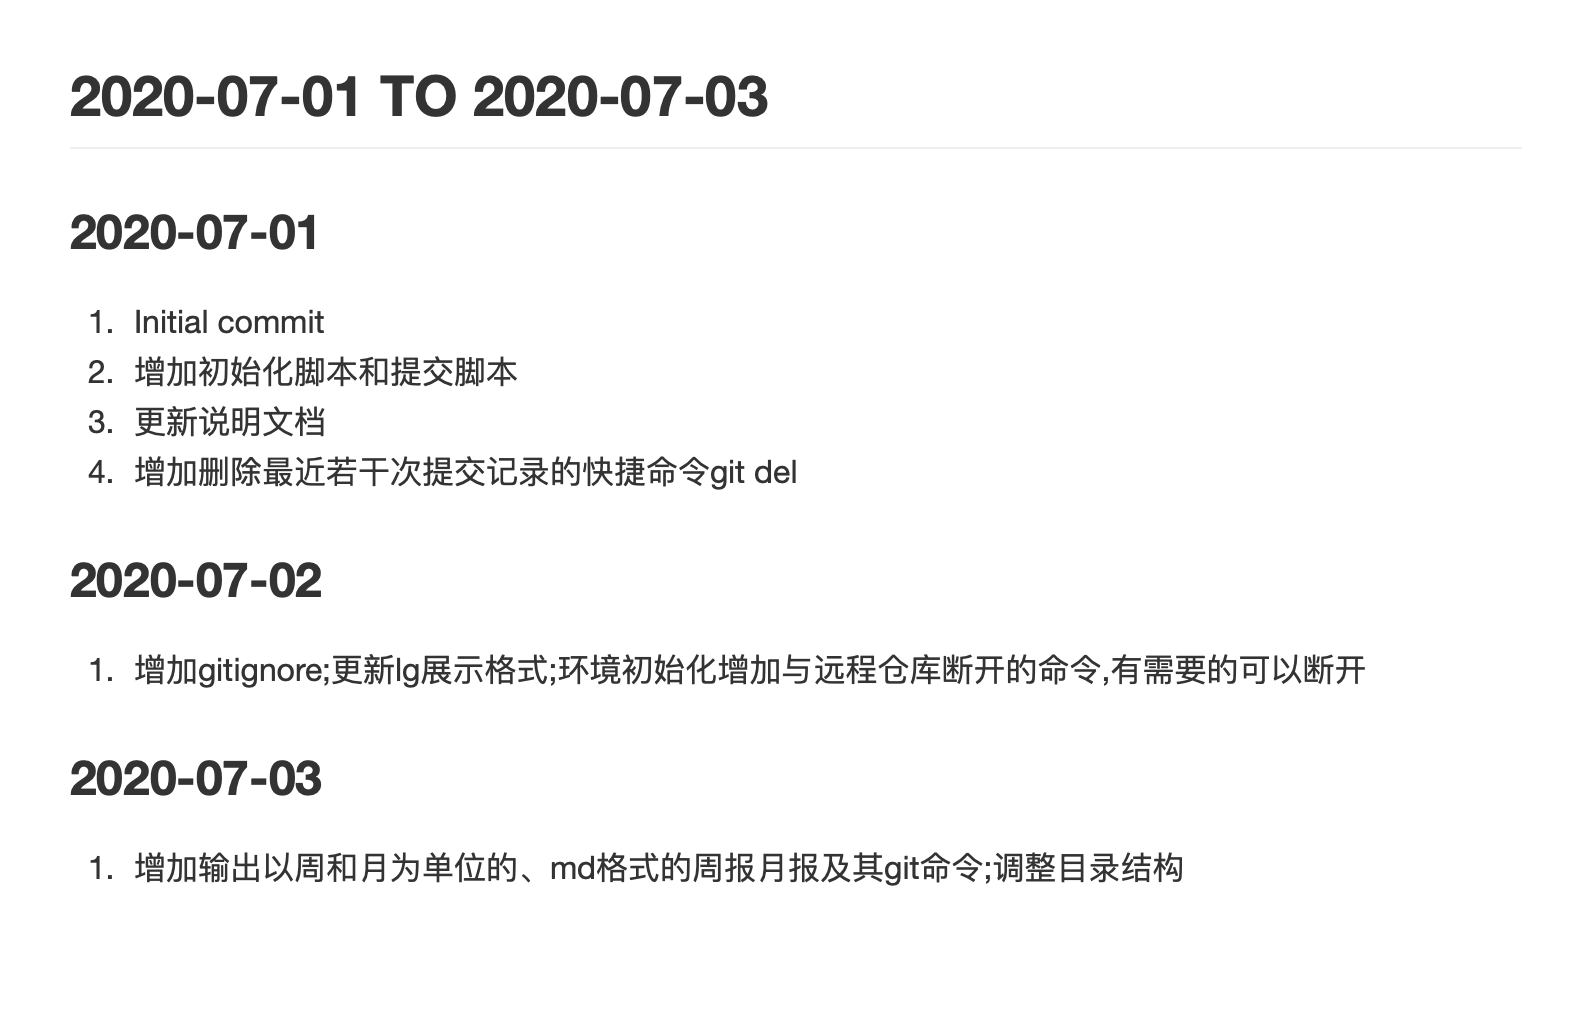 2020-07-01 TO 2020-07-03
2020-07-01
1. Initial commit
2. 增加初始化脚本和提交脚本
3. 更新说明文档
4. 增加删除最近若干次提交记录的快捷命令git del
2020-07-02
1. 增加gitignore;更新lg展示格式;环境初始化增加与远程仓库断开的命令,有需要的可以断开
2020-07-03
1. 增加输出以周和月为单位的、md格式的周报月报及其git命令;调整目录结构